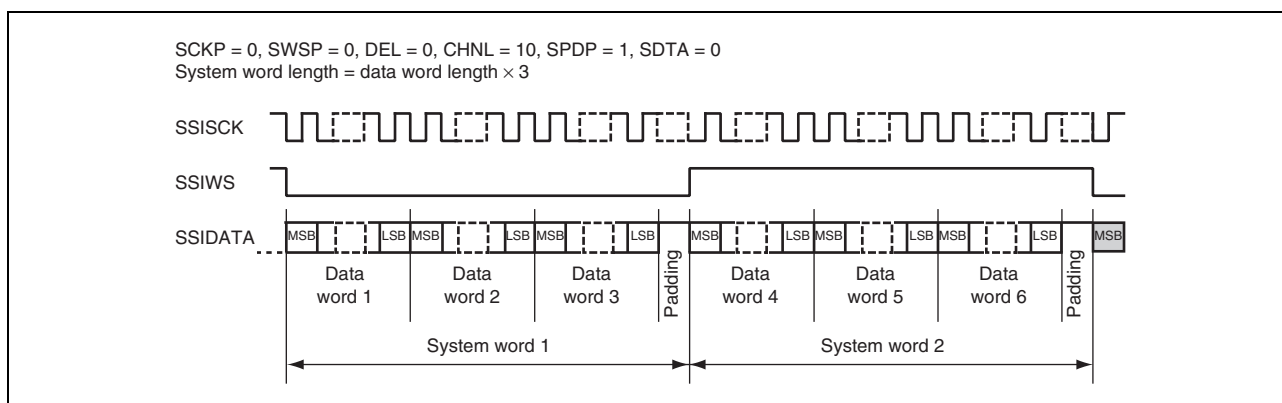 SCKP = 0, SWSP = 0, DEL = 0, CHNL = 10, SPDP = 1, SDTA = 0
System word length = data word length × 3
SSISCK
SSIWS
SSIDATA
MSB LSB MSB LSB MSB LSB MSB LSB MSB LSB MSB LSB MSB
Data word 1
Data word 2
Data word 3
Padding
Data word 4
Data word 5
Data word 6
Padding
System word 1
System word 2